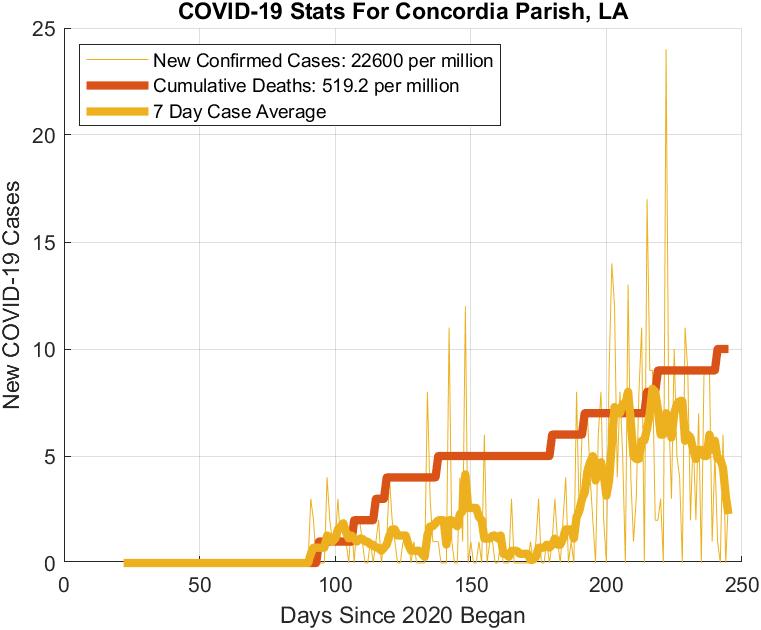 COVID-19 Stats For Concordia Parish, LA
New Confirmed Cases: 22600 per million
Cumulative Deaths: 519.2 per million
7 Day Case Average
New COVID-19 Cases
25
20
15
10
5
0
0 50 100 150 200 250
Days Since 2020 Began